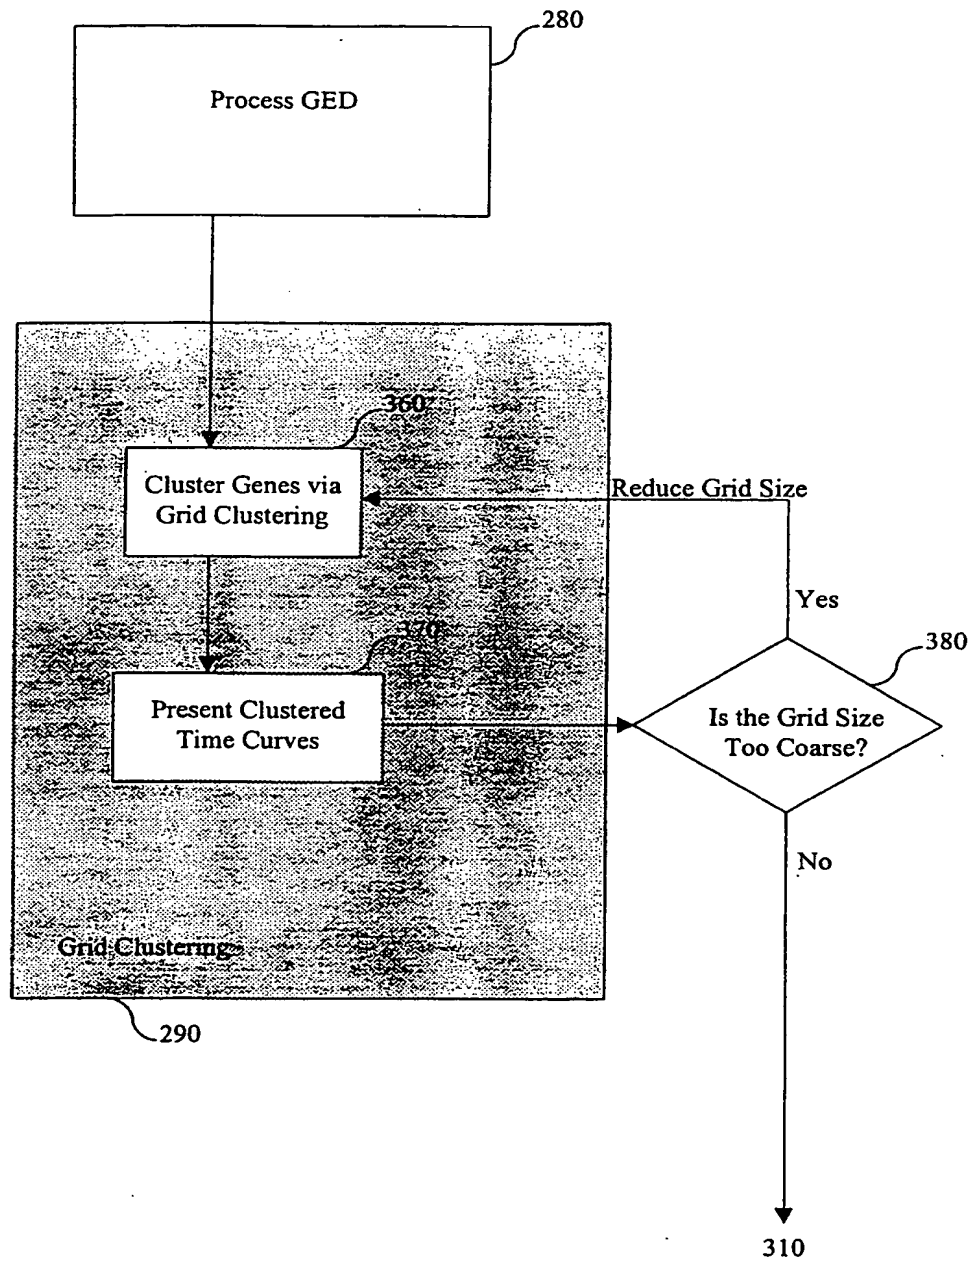 280
Process GED
360
Cluster Genes via
Grid Clustering
Reduce Grid Size
Yes
370
380
Present Clustered
Time Curves
Is the Grid Size
Too Coarse?
No
Grid Clustering
290
310